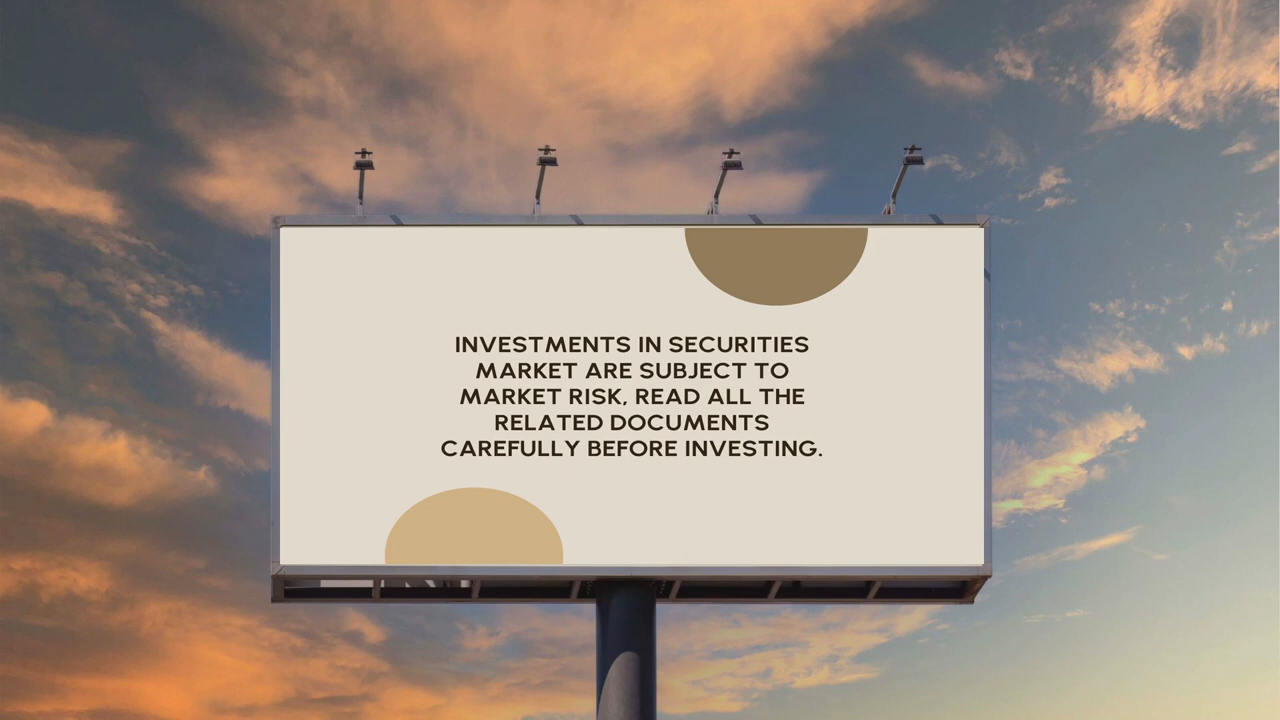 INVESTMENTS IN SECURITIES
MARKET ARE SUBJECT TO
MARKET RISK, READ ALL THE
RELATED DOCUMENTS
CAREFULLY BEFORE INVESTING.